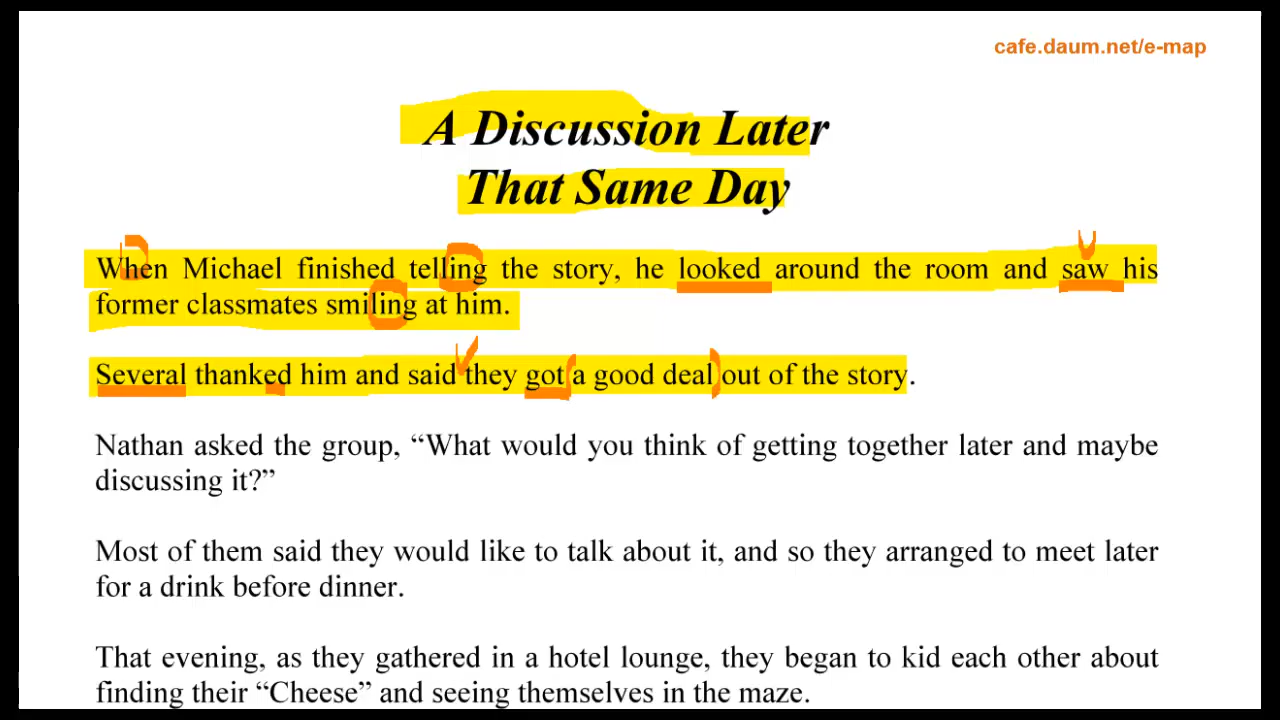 cafe.daum.net/e-map
A Discussion Later
That Same Day
When Michael finished telling the story, he looked around the room and saw his
former classmates smiling at him.
Several thanked him and said they got a good deal out of the story.
Nathan asked the group, “What would you think of getting together later and maybe
discussing it?”
Most of them said they would like to talk about it, and so they arranged to meet later
for a drink before dinner.
That evening, as they gathered in a hotel lounge, they began to kid each other about
finding their “Cheese” and seeing themselves in the maze.